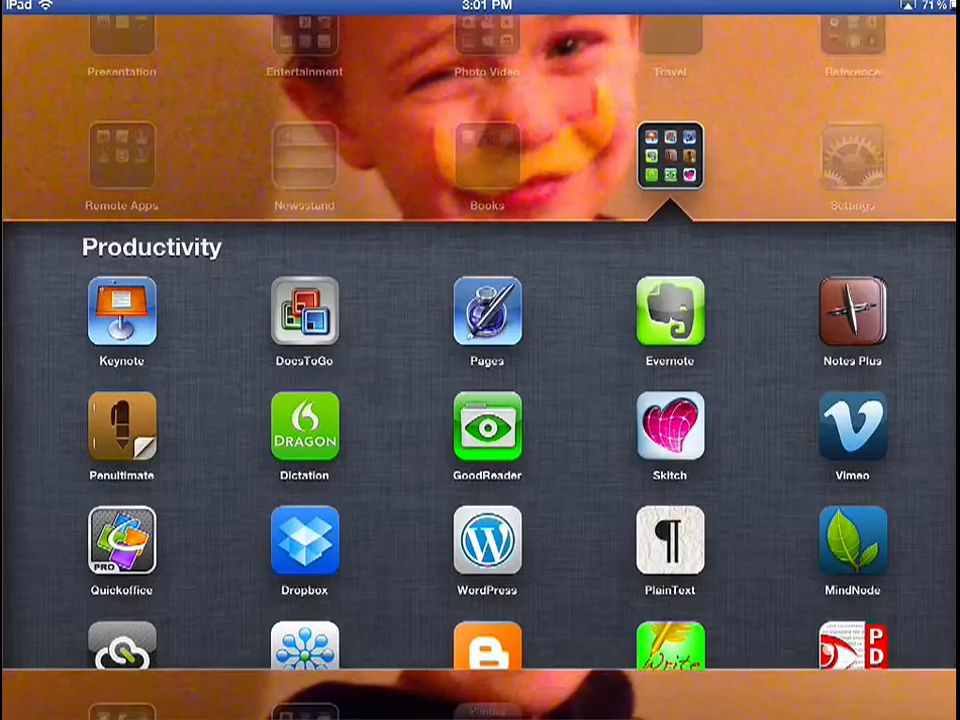 iPad 3:01 PM 71%
Presentation Entertainment Photo Video Travel Reference
Remote Apps Newsstand Books Settings
Productivity
Keynote DocsToGo Pages Evernote Notes Plus
DRAGON
Penultimate Dictation GoodReader Skitch Vimeo
PRO
Quickoffice Dropbox WordPress PlainText MindNode
Write
P
D